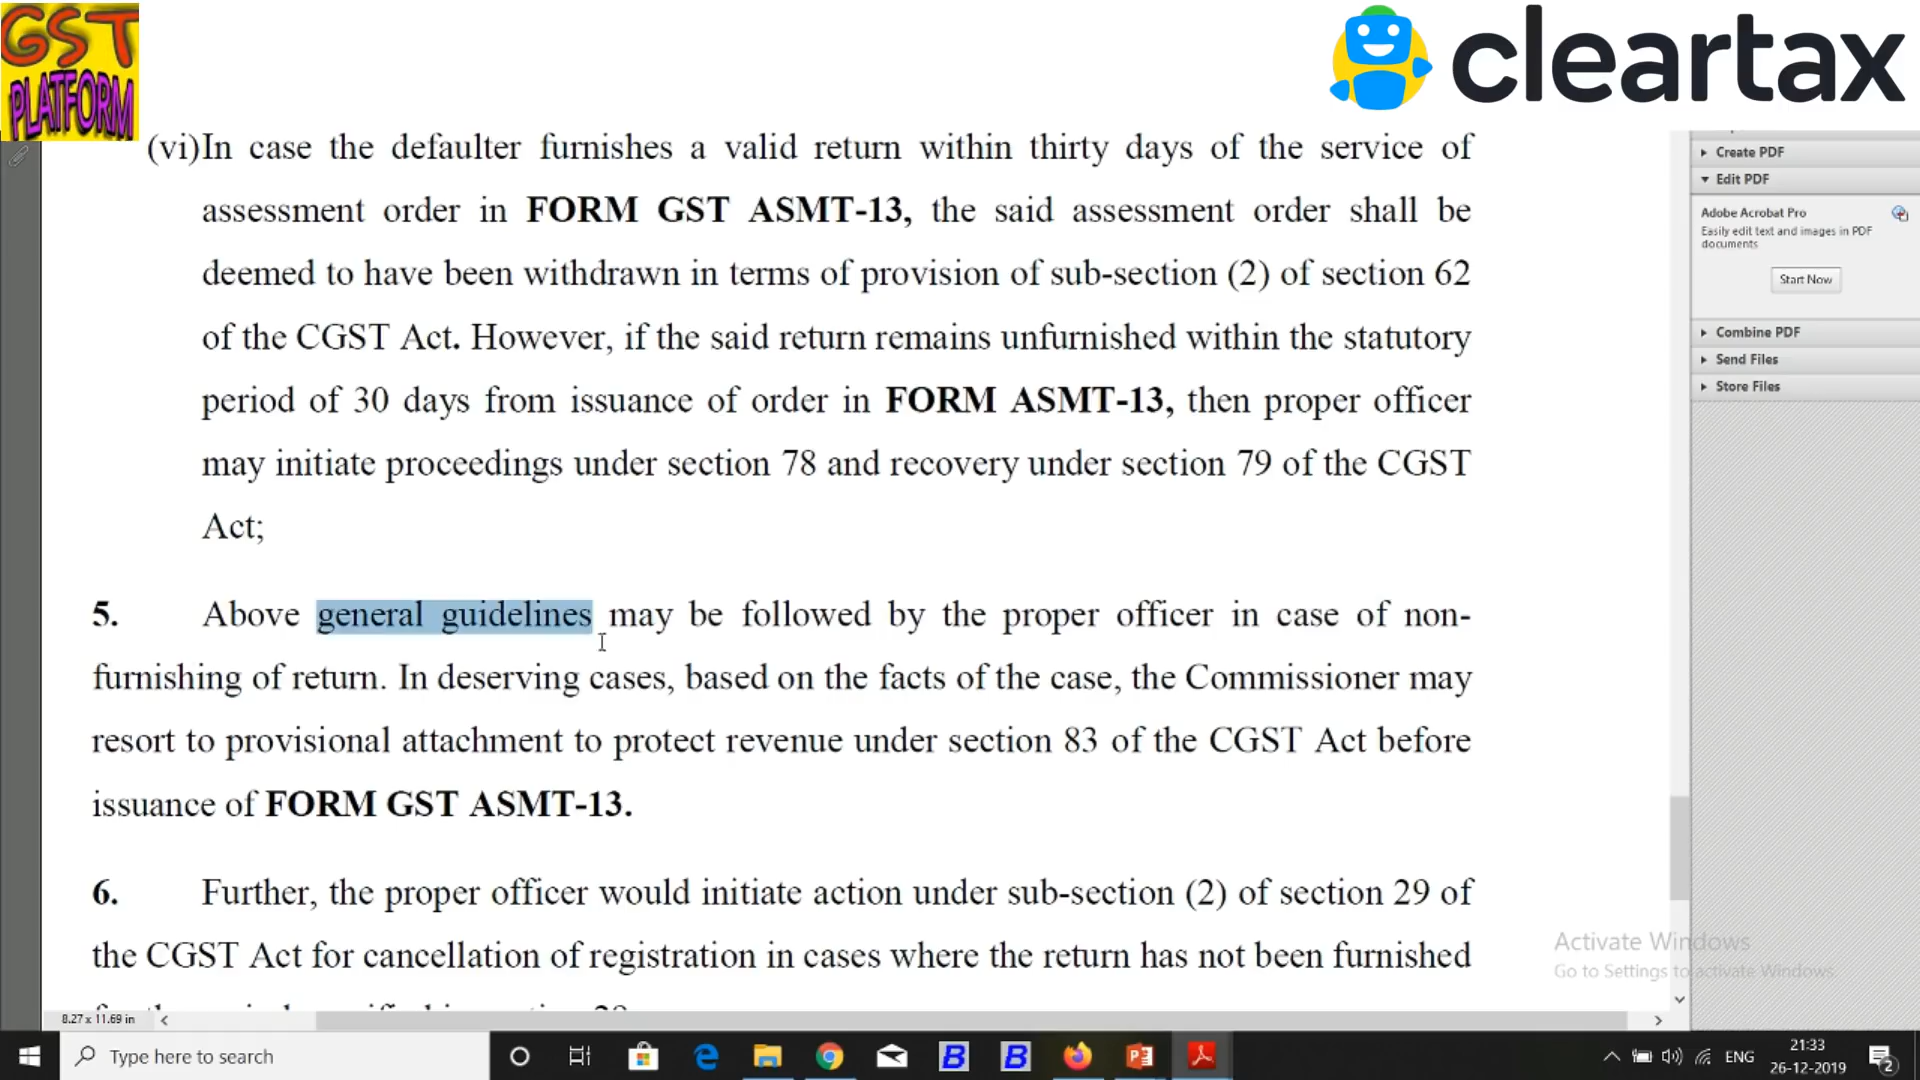 GST
PLATFORM
cleartax
(vi)In case the defaulter furnishes a valid return within thirty days of the service of
assessment order in FORM GST ASMT-13, the said assessment order shall be
deemed to have been withdrawn in terms of provision of sub-section (2) of section 62
of the CGST Act. However, if the said return remains unfurnished within the statutory
period of 30 days from issuance of order in FORM ASMT-13, then proper officer
may initiate proceedings under section 78 and recovery under section 79 of the CGST
Act;
5. Above general guidelines may be followed by the proper officer in case of non-
furnishing of return. In deserving cases, based on the facts of the case, the Commissioner may
resort to provisional attachment to protect revenue under section 83 of the CGST Act before
issuance of FORM GST ASMT-13.
6. Further, the proper officer would initiate action under sub-section (2) of section 29 of
the CGST Act for cancellation of registration in cases where the return has not been furnished
Create PDF
Edit PDF
Adobe Acrobat Pro
Easily edit text and images in PDF
documents
Start Now
Combine PDF
Send Files
Store Files
Activate Windows
Go to Settings to activate Windows.
8.27 x 11.69 in
Type here to search
ENG
21:33
26-12-2019
2